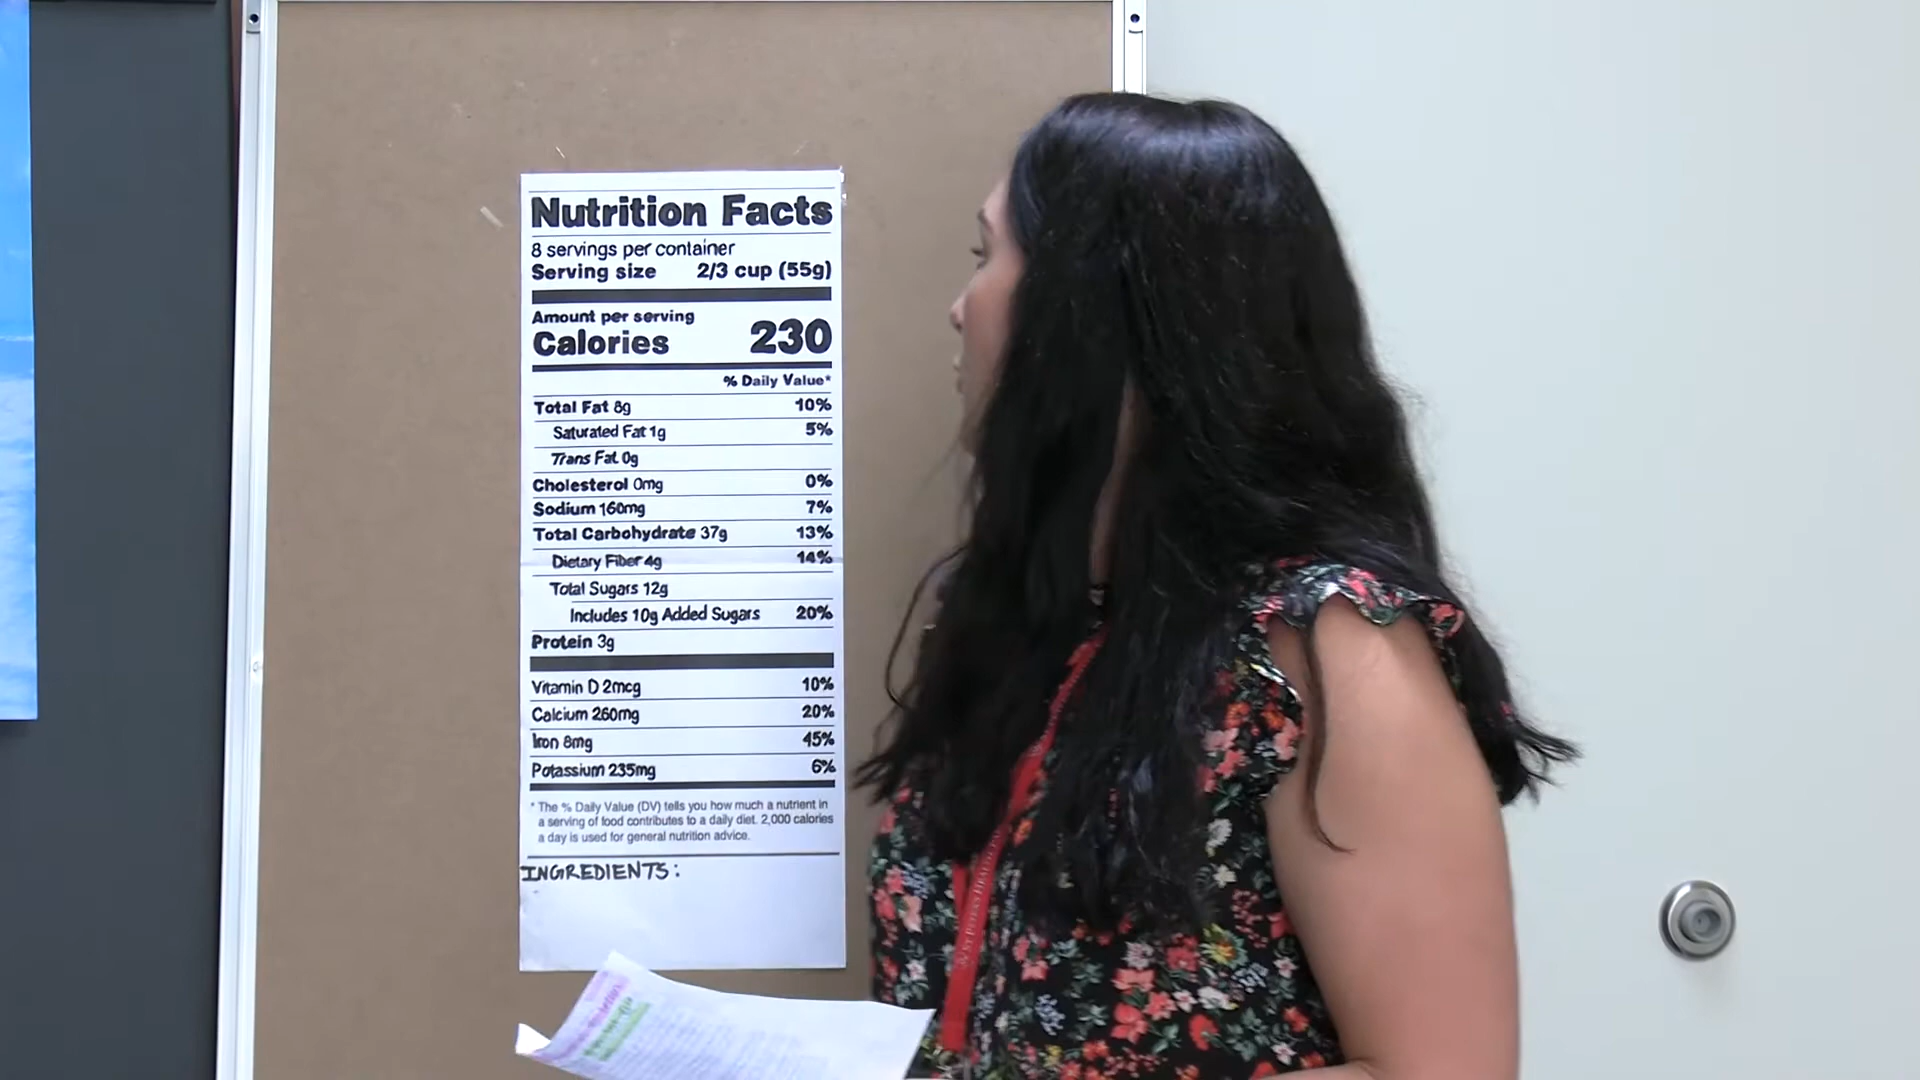 Nutrition Facts
8 servings per container
Serving size 2/3 cup (55g)
Amount per serving
Calories 230
% Daily Value*
Total Fat 8g 10%
Saturated Fat 1g 5%
Trans Fat 0g
Cholesterol 0mg 0%
Sodium 160mg 7%
Total Carbohydrate 37g 13%
Dietary Fiber 4g 14%
Total Sugars 12g
Includes 10g Added Sugars 20%
Protein 3g
Vitamin D 2mcg 10%
Calcium 260mg 20%
Iron 8mg 45%
Potassium 235mg 6%
* The % Daily Value (DV) tells you how much a nutrient in
a serving of food contributes to a daily diet. 2,000 calories
a day is used for general nutrition advice.
INGREDIENTS: